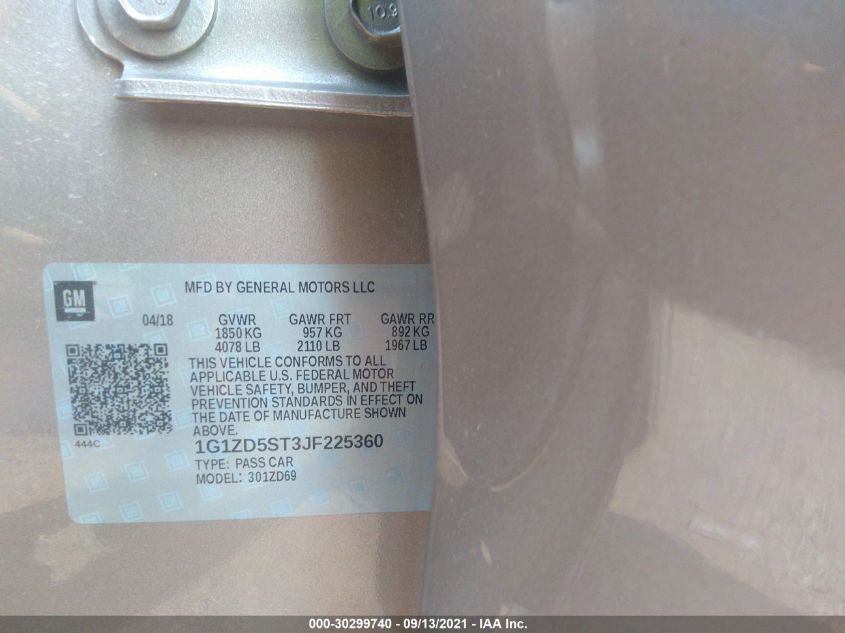 10.9
MFD BY GENERAL MOTORS LLC
GM
04/18 GVWR GAWR FRT GAWR RR
1850 KG 957 KG 892 KG
4078 LB 2110 LB 1967 LB
THIS VEHICLE CONFORMS TO ALL
APPLICABLE U.S. FEDERAL MOTOR
VEHICLE SAFETY, BUMPER, AND THEFT
PREVENTION STANDARDS IN EFFECT ON
THE DATE OF MANUFACTURE SHOWN
ABOVE.
444C
1G1ZD5ST3JF225360
TYPE: PASS CAR
MODEL: 301ZD69
000-30299740 - 09/13/2021 - IAA Inc.